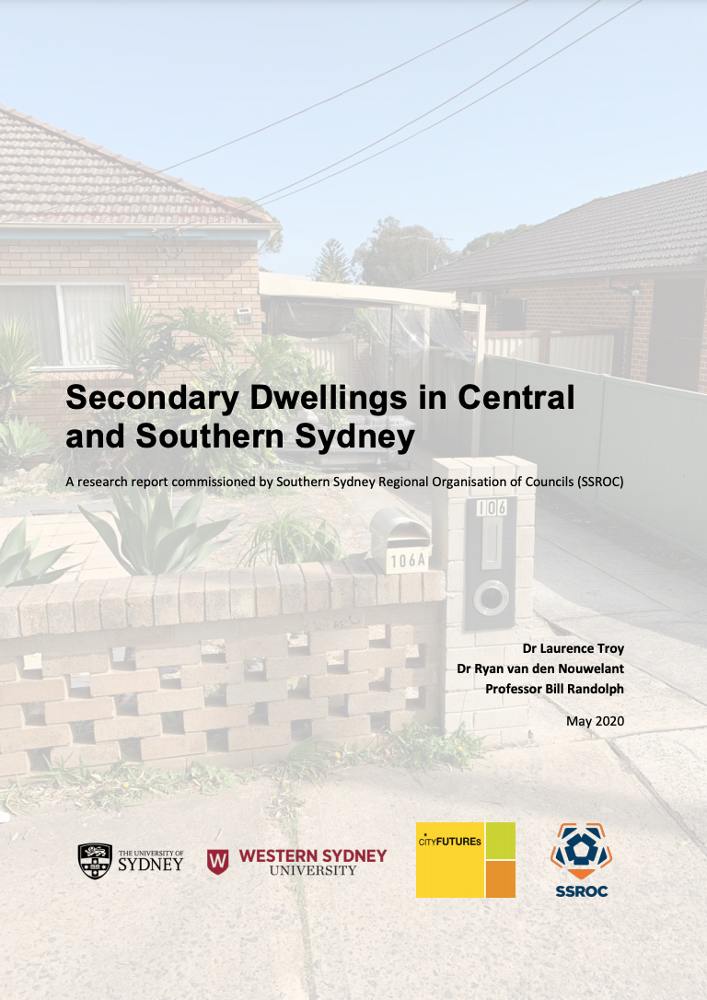 Secondary Dwellings in Central
and Southern Sydney
A research report commissioned by Southern Sydney Regional Organisation of Councils (SSROC)
106
106A
Dr Laurence Troy
Dr Ryan van den Nouwelant
Professor Bill Randolph
May 2020
THE UNIVERSITY OF
SYDNEY
W
WESTERN SYDNEY
UNIVERSITY
CITYFUTUREs
SSROC